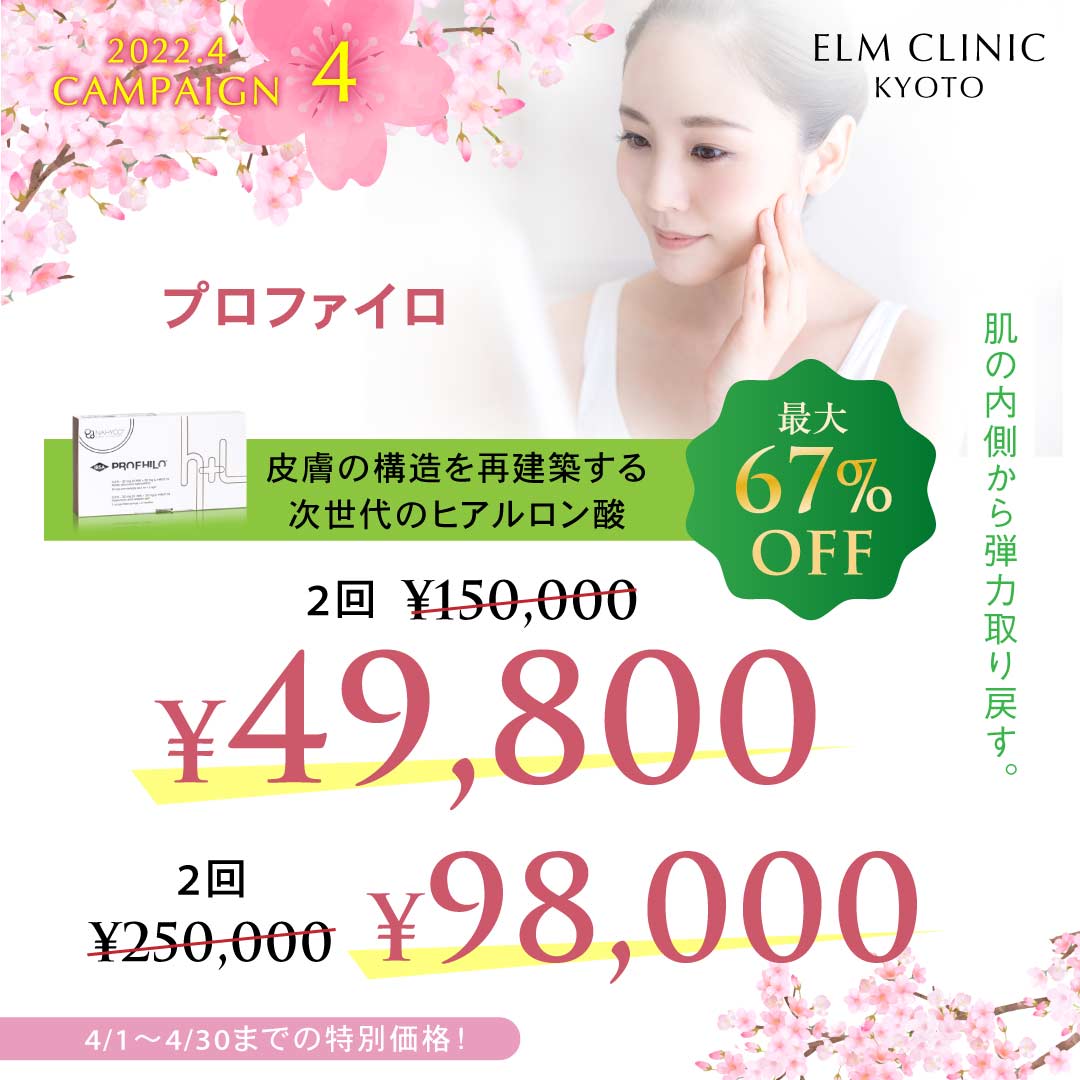 2022.4
CAMPAIGN 4
ELM CLINIC
KYOTO
プロファイロ
肌の内側から弾力取り戻す。
PROFHILO
H+L
皮膚の構造を再建築する
次世代のヒアルロン酸
最大
67%
OFF
2回 ¥150,000
¥49,800
2回
¥250,000
¥98,000
4/1～4/30までの特別価格!